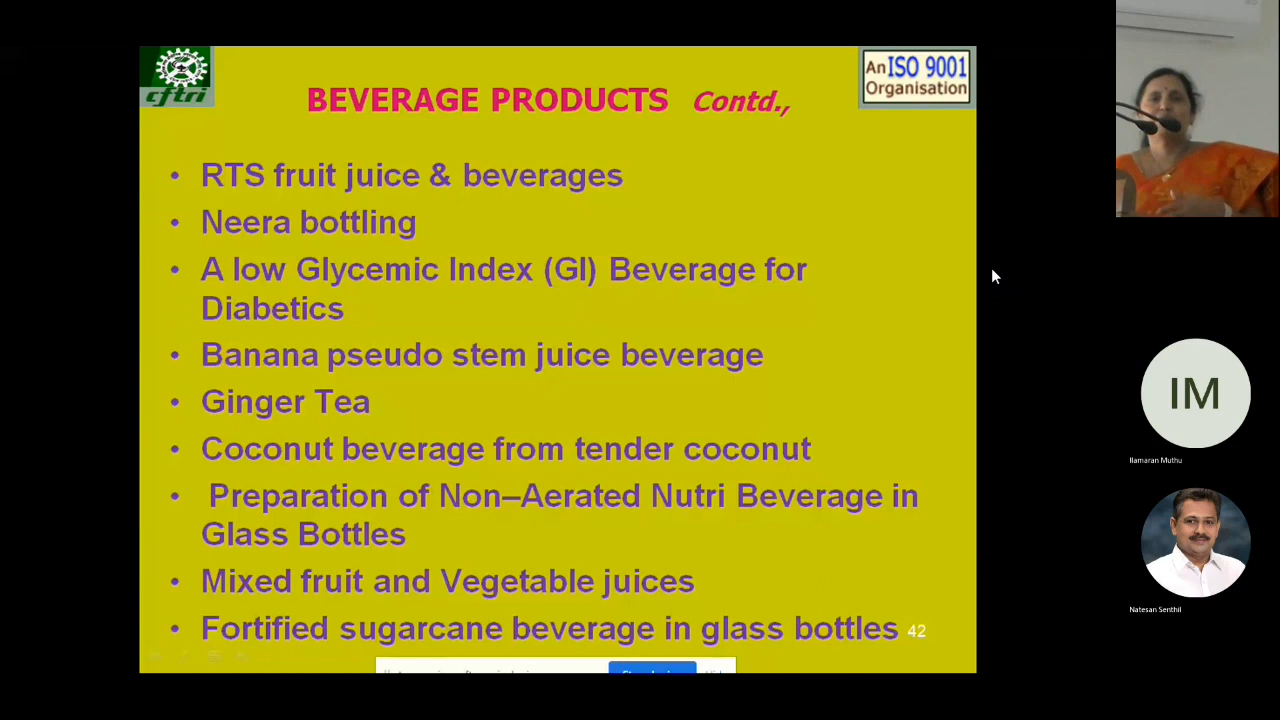 cftri
BEVERAGE PRODUCTS Contd.,
An ISO 9001
Organisation
• RTS fruit juice & beverages
• Neera bottling
• A low Glycemic Index (GI) Beverage for
Diabetics
• Banana pseudo stem juice beverage
• Ginger Tea
• Coconut beverage from tender coconut
• Preparation of Non–Aerated Nutri Beverage in
Glass Bottles
• Mixed fruit and Vegetable juices
• Fortified sugarcane beverage in glass bottles
42
IM
Ilamaran Muthu
Natesan Senthil